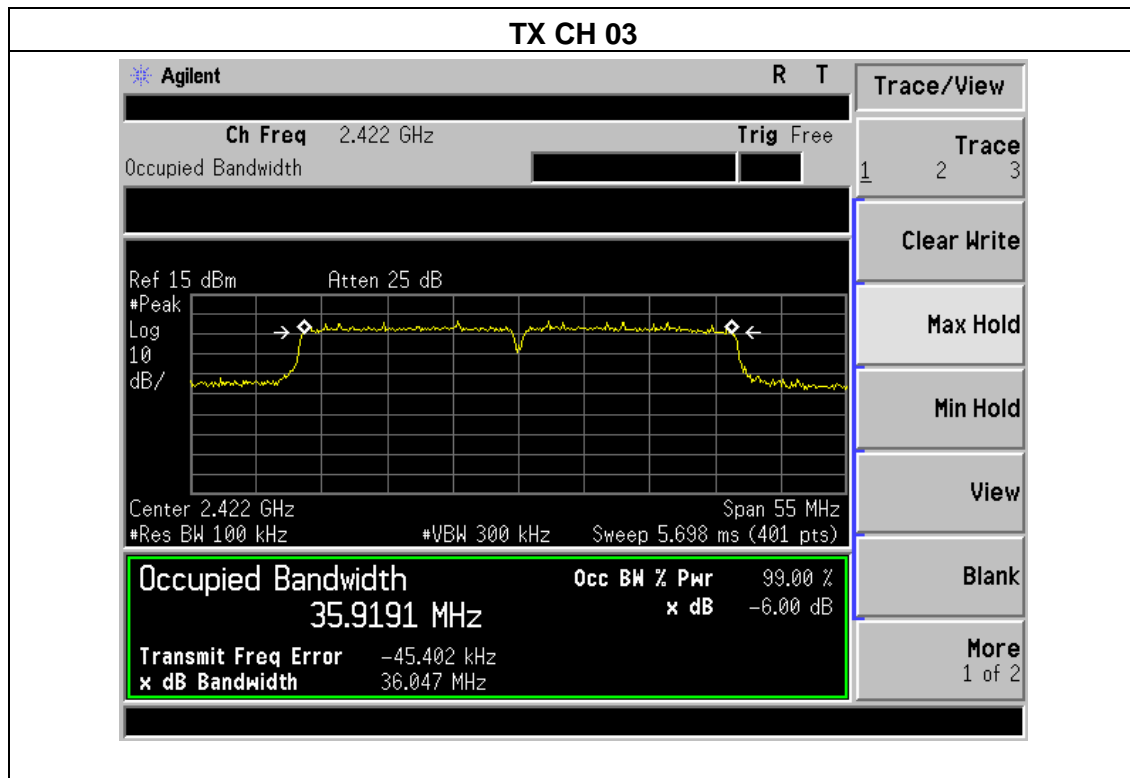 TX CH 03
Agilent R T
Trace/View
Ch Freq 2.422 GHz Trig Free
Occupied Bandwidth
Trace
1 2 3
Clear Write
Ref 15 dBm Atten 25 dB
#Peak
Log
10
dB/
Max Hold
Min Hold
View
Center 2.422 GHz Span 55 MHz
#Res BW 100 kHz #VBW 300 kHz Sweep 5.698 ms (401 pts)
Occupied Bandwidth Occ BW % Pwr 99.00 %
35.9191 MHz x dB -6.00 dB
Blank
Transmit Freq Error -45.402 kHz
x dB Bandwidth 36.047 MHz
More
1 of 2